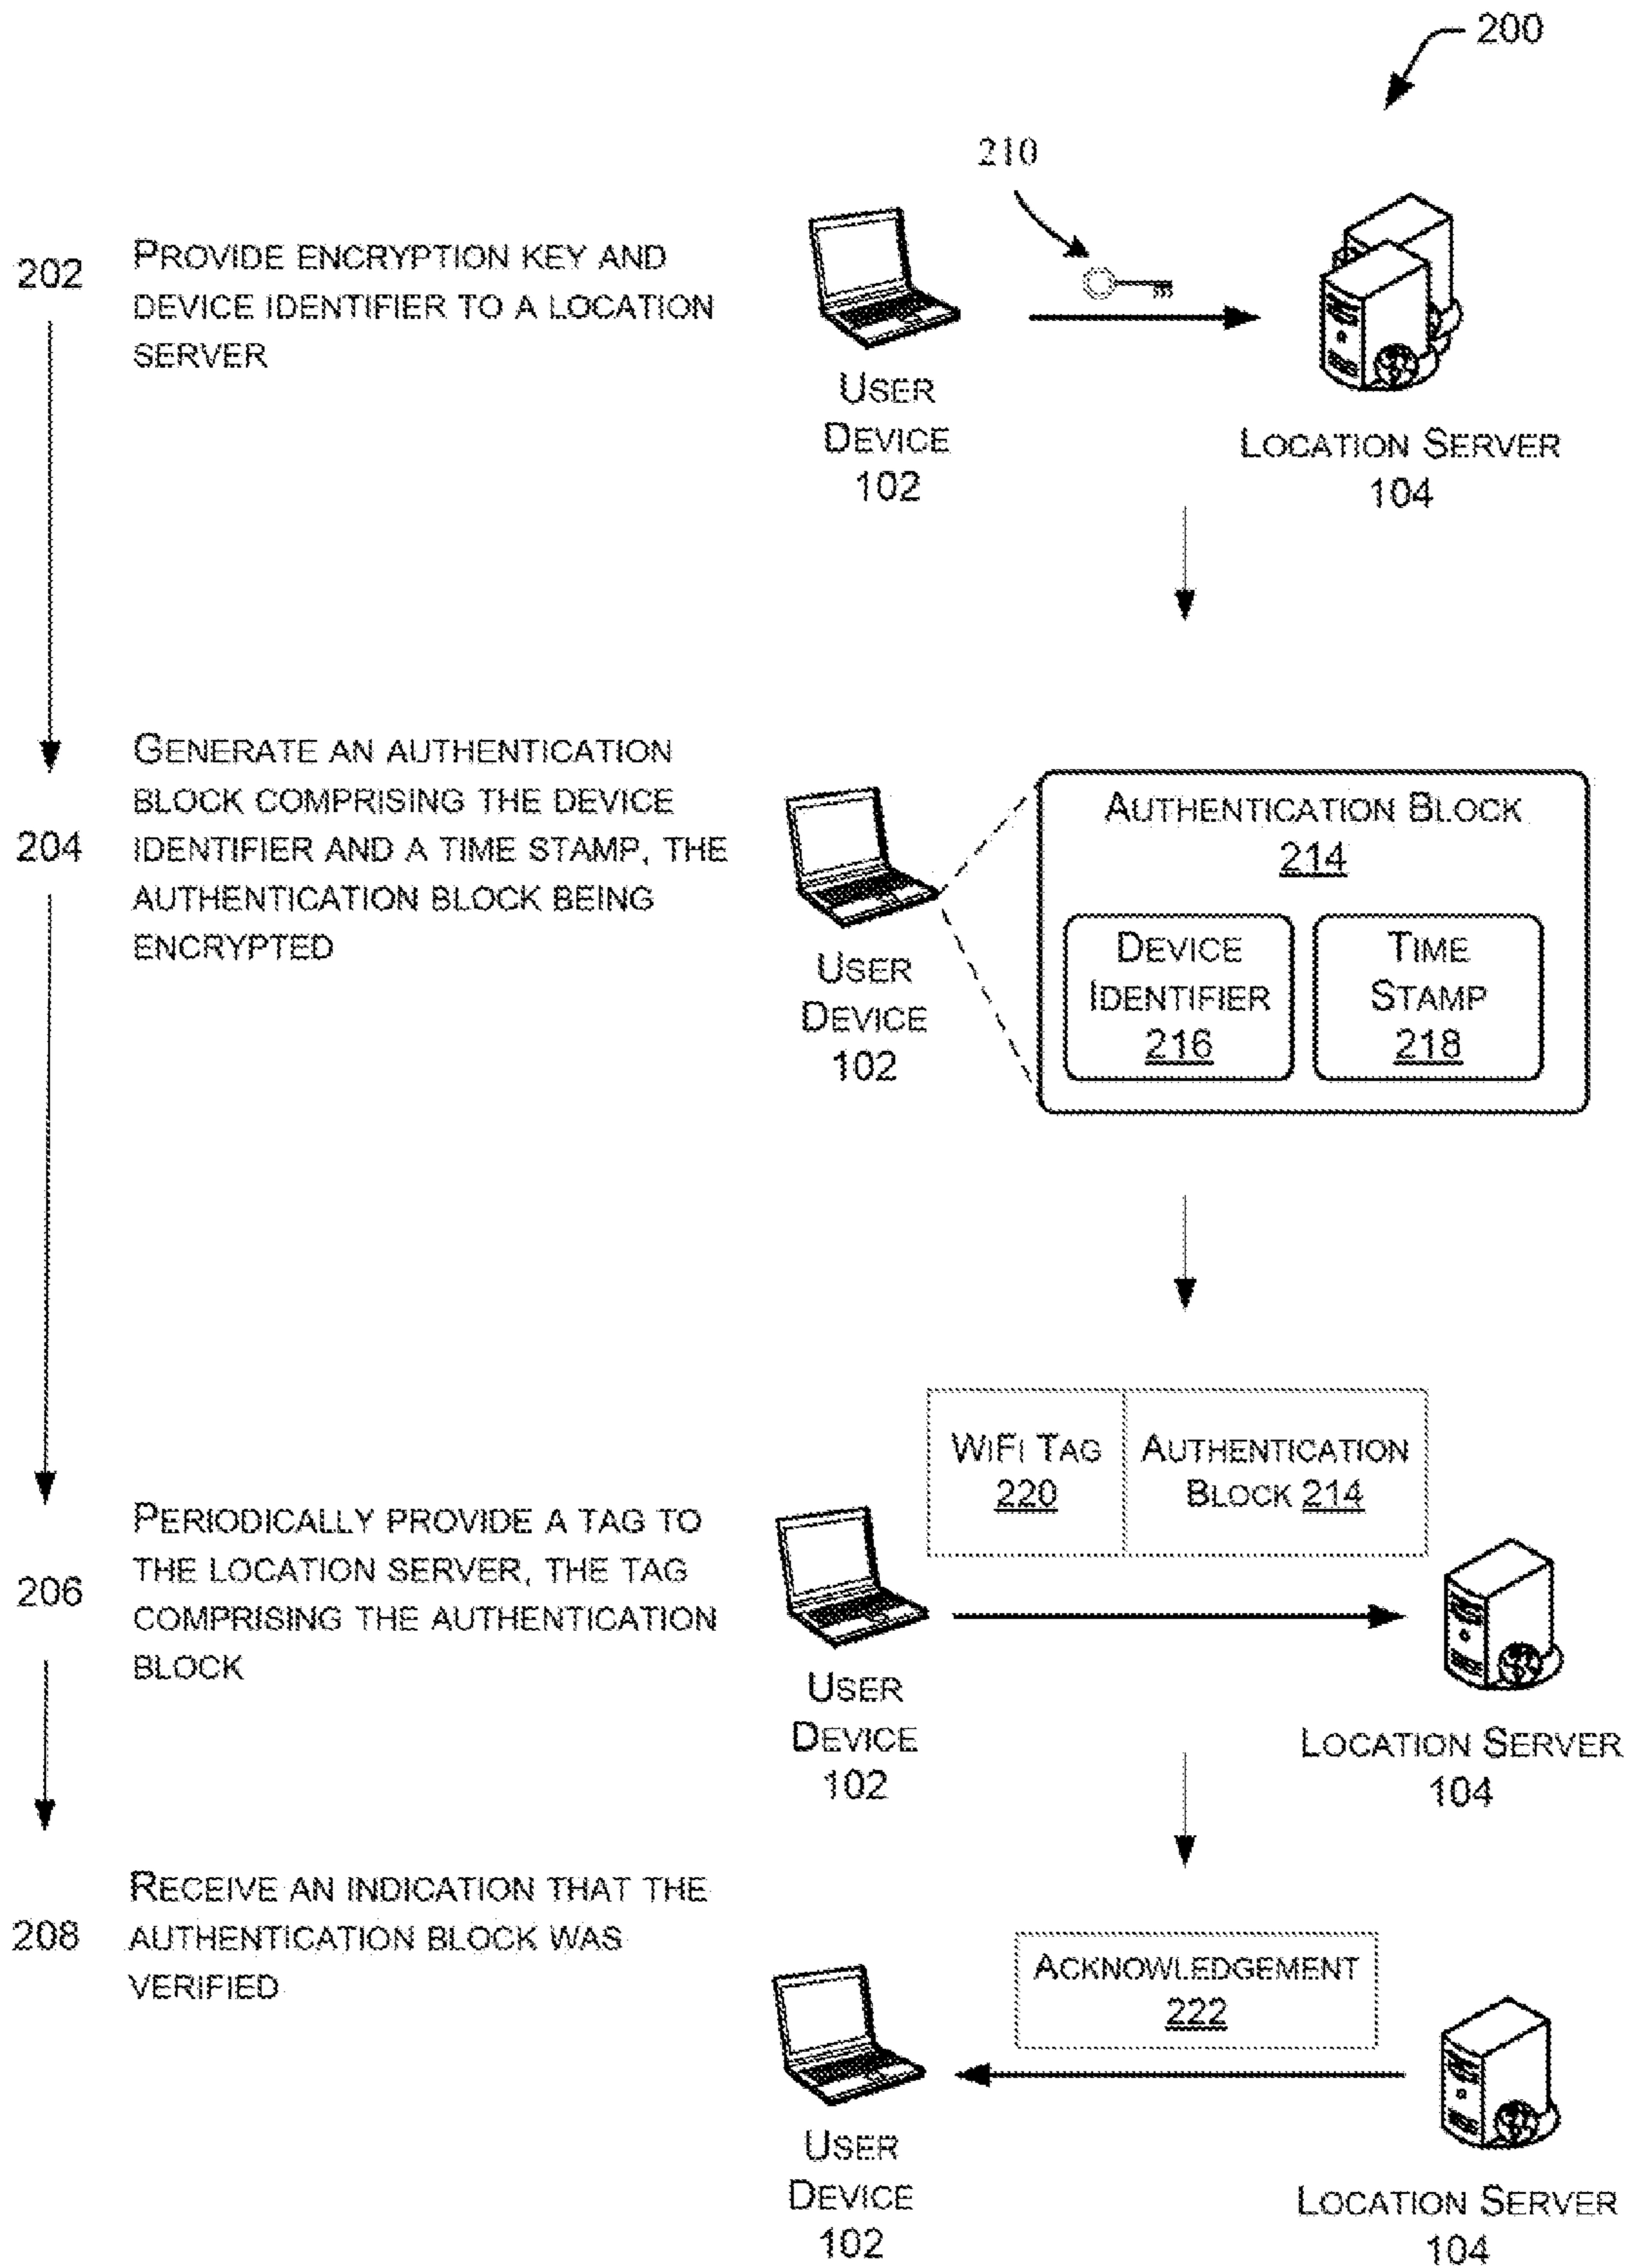 200
210
202
PROVIDE ENCRYPTION KEY AND
DEVICE IDENTIFIER TO A LOCATION
SERVER
USER
DEVICE
102
LOCATION SERVER
104
204
GENERATE AN AUTHENTICATION
BLOCK COMPRISING THE DEVICE
IDENTIFIER AND A TIME STAMP, THE
AUTHENTICATION BLOCK BEING
ENCRYPTED
USER
DEVICE
102
AUTHENTICATION BLOCK
214
DEVICE
IDENTIFIER
216
TIME
STAMP
218
206
PERIODICALLY PROVIDE A TAG TO
THE LOCATION SERVER, THE TAG
COMPRISING THE AUTHENTICATION
BLOCK
WIFI TAG
220
AUTHENTICATION
BLOCK 214
USER
DEVICE
102
LOCATION SERVER
104
208
RECEIVE AN INDICATION THAT THE
AUTHENTICATION BLOCK WAS
VERIFIED
ACKNOWLEDGEMENT
222
USER
DEVICE
102
LOCATION SERVER
104